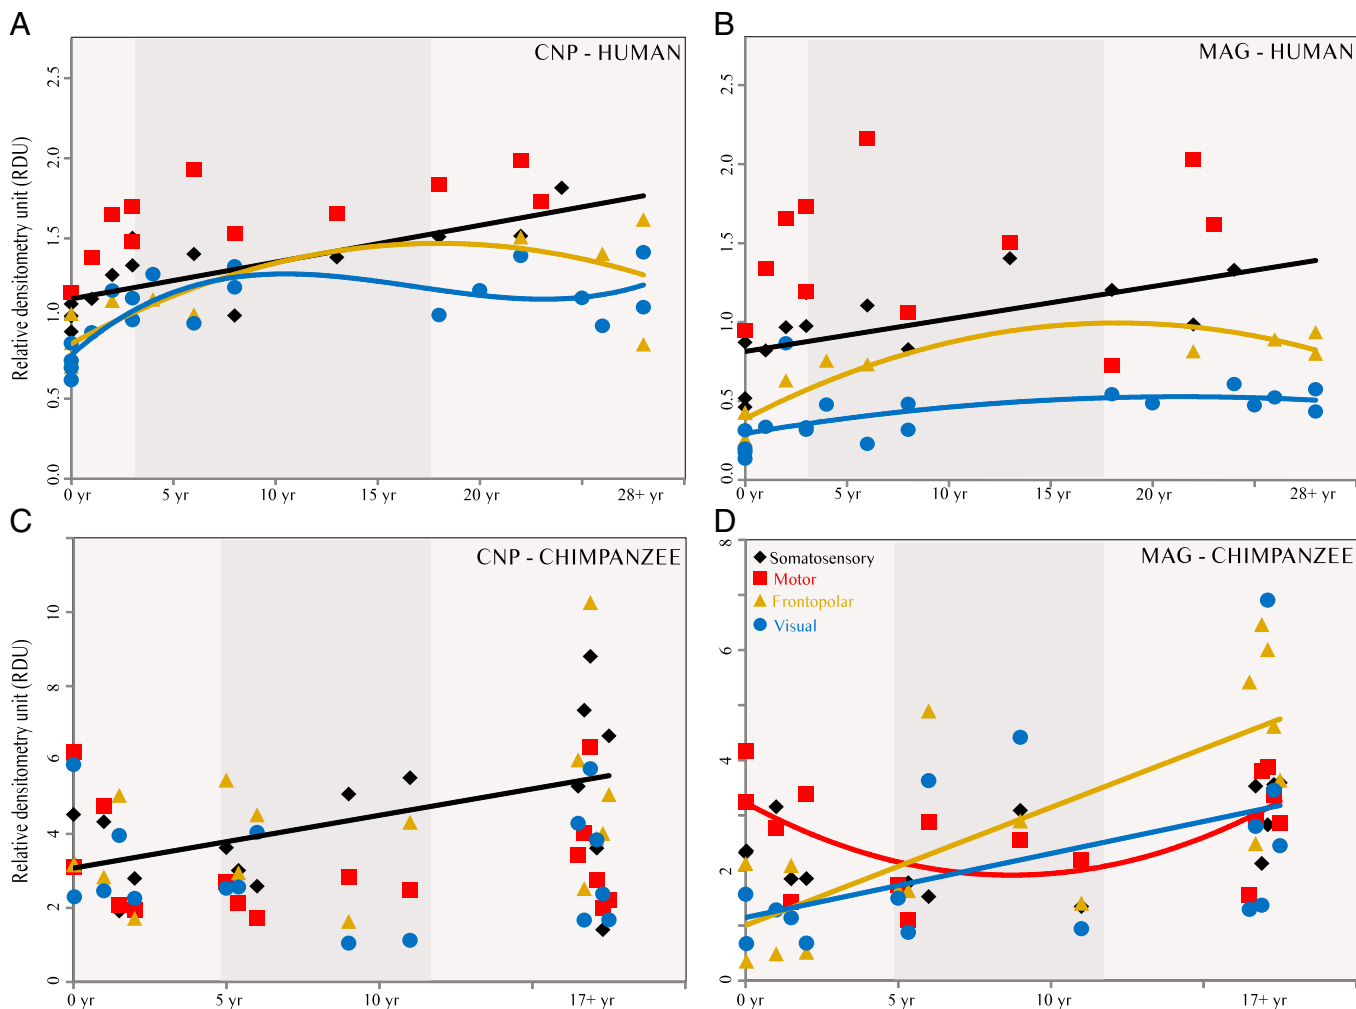 A
CNP - HUMAN
Relative densitometry unit (RDU)
2.5
2.0
1.5
1.0
0.5
0.0
0 yr 5 yr 10 yr 15 yr 20 yr 28+ yr
B
MAG - HUMAN
2.5
2.0
1.5
1.0
0.5
0.0
0 yr 5 yr 10 yr 15 yr 20 yr 28+ yr
C
CNP - CHIMPANZEE
Relative densitometry unit (RDU)
10
8
6
4
2
0
0 yr 5 yr 10 yr 17+ yr
D
MAG - CHIMPANZEE
Somatosensory
Motor
Frontopolar
Visual
8
6
4
2
0
0 yr 5 yr 10 yr 17+ yr